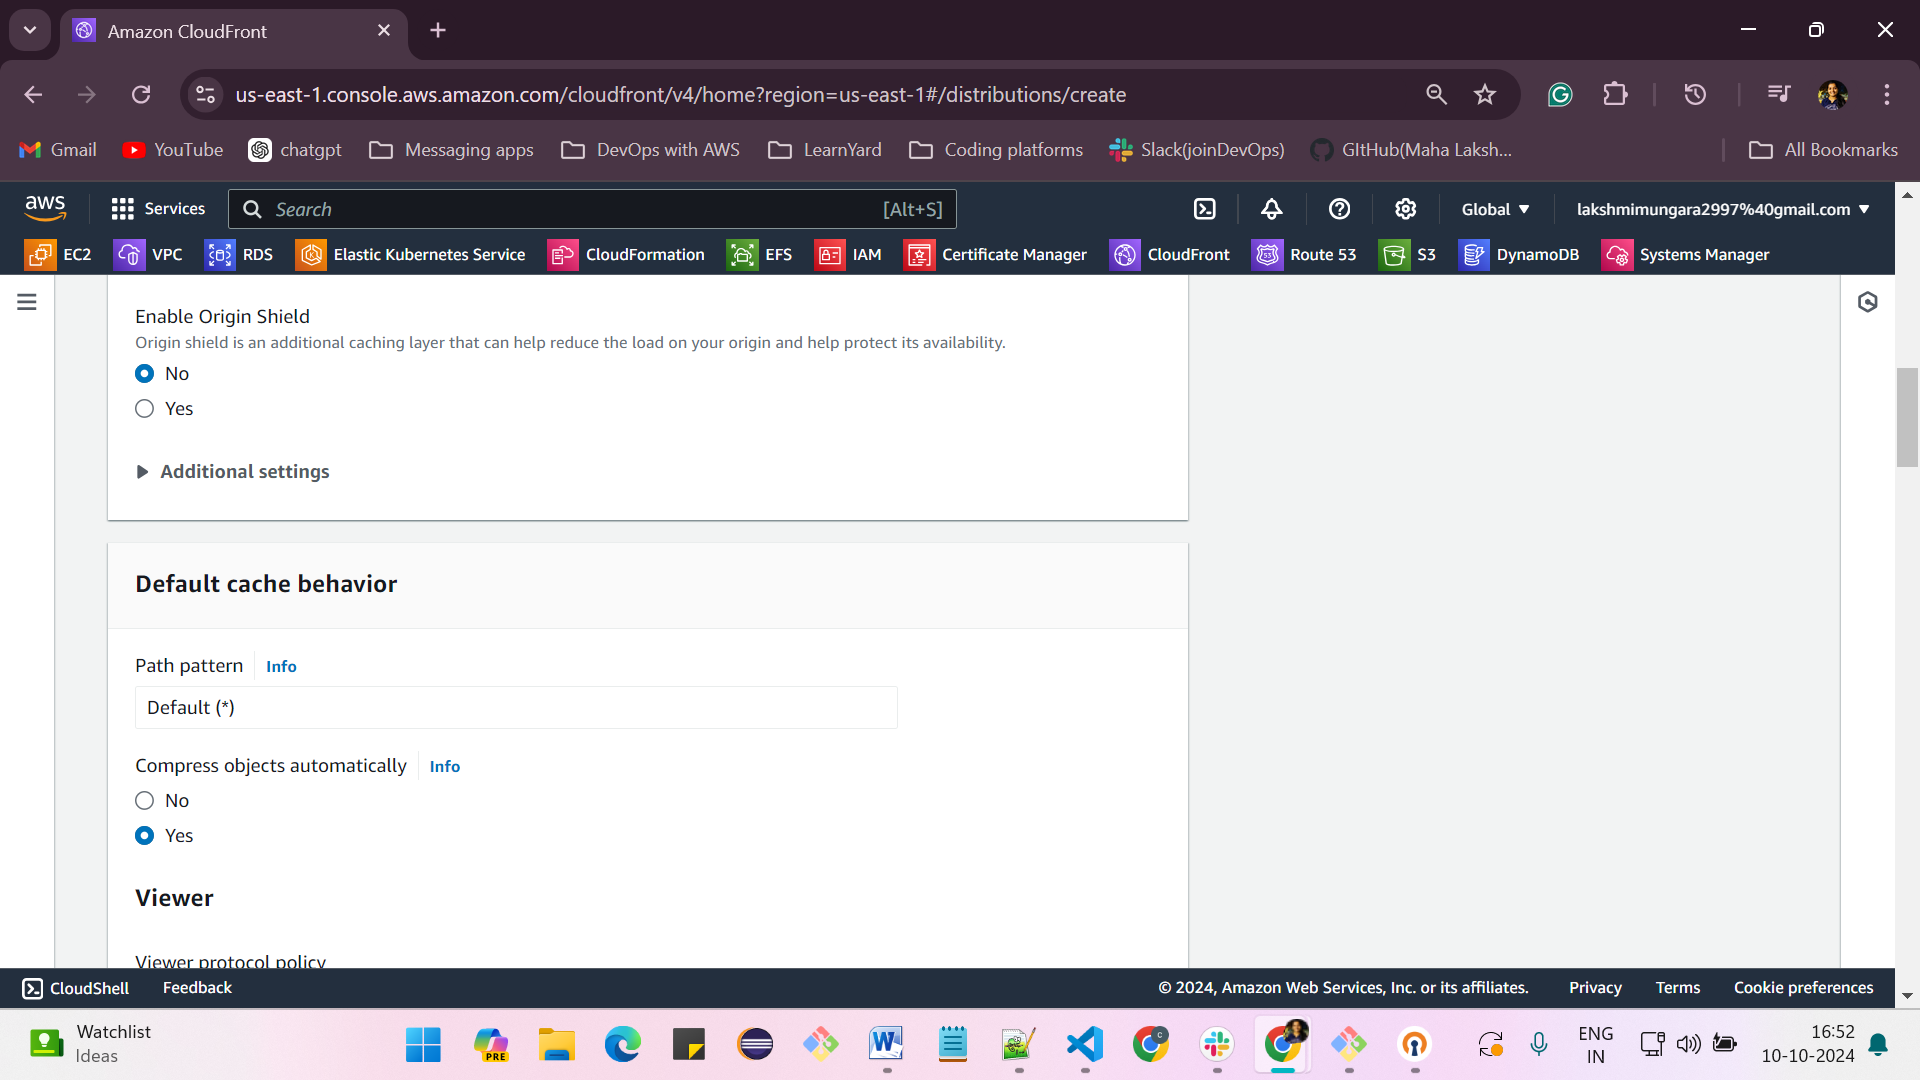 Amazon CloudFront
us-east-1.console.aws.amazon.com/cloudfront/v4/home?region=us-east-1#/distributions/create
Gmail YouTube chatgpt Messaging apps DevOps with AWS LearnYard Coding platforms Slack(joinDevOps) GItHub(Maha Laksh... All Bookmarks
aws Services Search [Alt+S] Global lakshmimungara2997%40gmail.com
EC2 VPC RDS Elastic Kubernetes Service CloudFormation EFS IAM Certificate Manager CloudFront Route 53 S3 DynamoDB Systems Manager
Enable Origin Shield
Origin shield is an additional caching layer that can help reduce the load on your origin and help protect its availability.
No
Yes
Additional settings
Default cache behavior
Path pattern Info
Default (*)
Compress objects automatically Info
No
Yes
Viewer
Viewer protocol policy
CloudShell Feedback © 2024, Amazon Web Services, Inc. or its affiliates. Privacy Terms Cookie preferences
Watchlist
Ideas
PRE
ENG
IN
16:52
10-10-2024